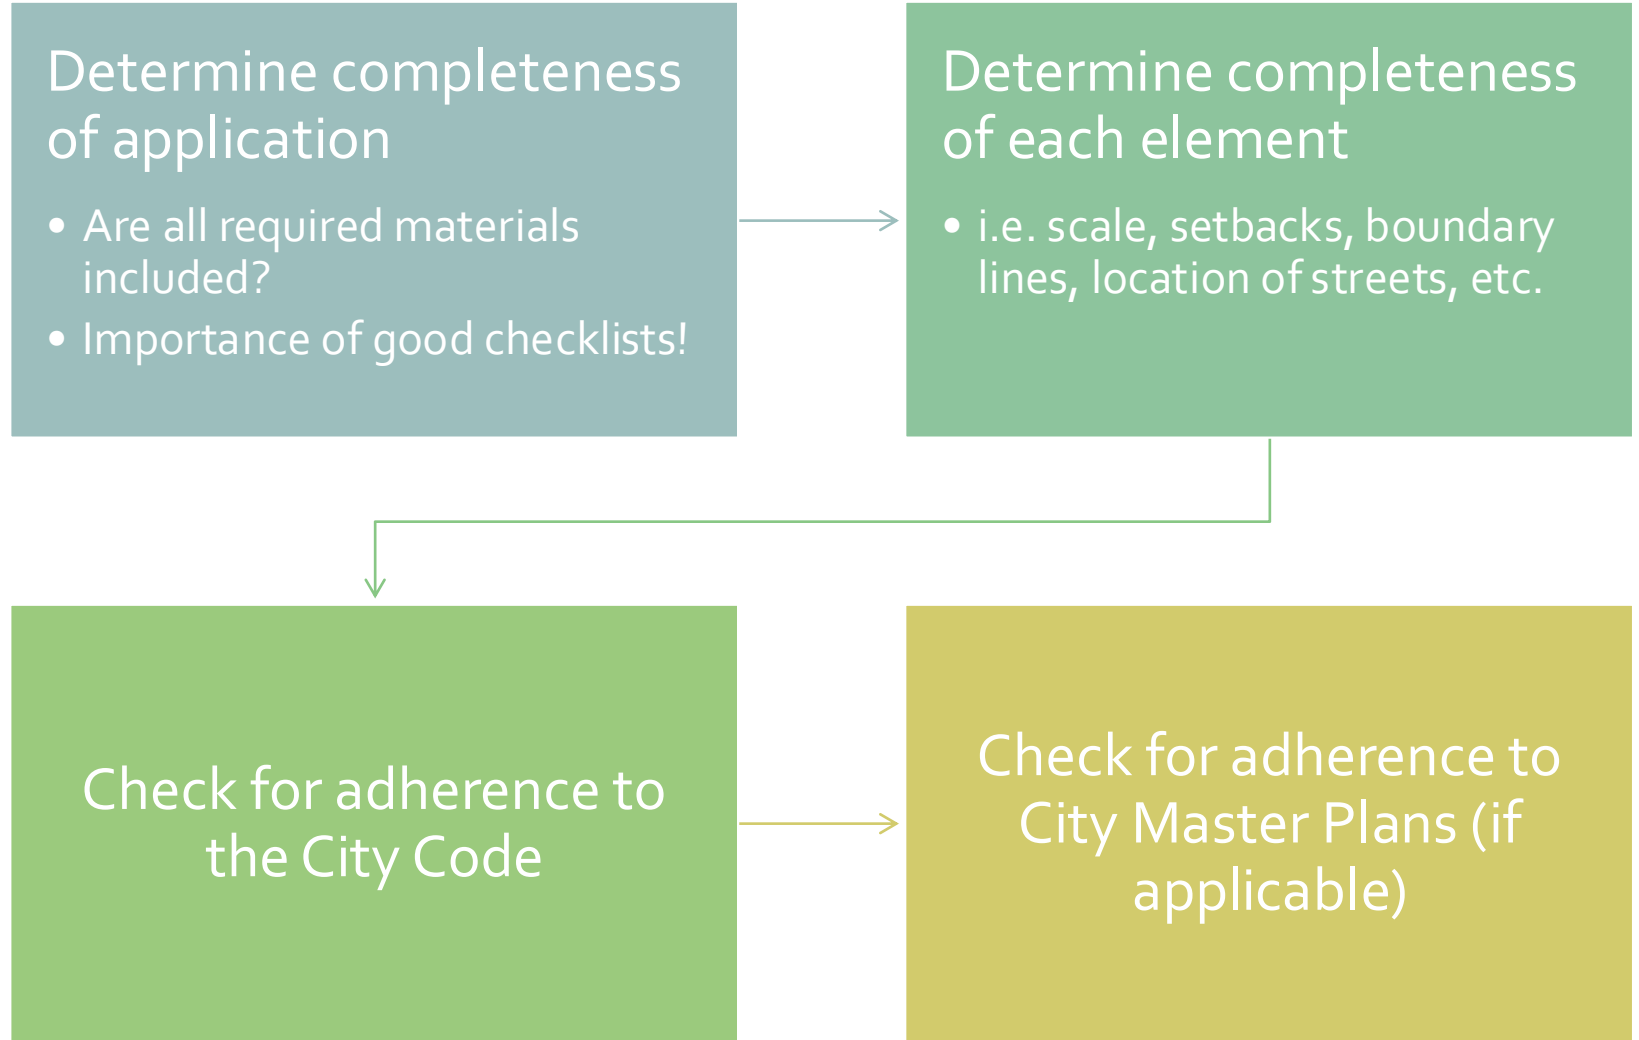 Determine completeness
of application
• Are all required materials
included?
• Importance of good checklists!
Determine completeness
of each element
• i.e. scale, setbacks, boundary
lines, location of streets, etc.
Check for adherence to
the City Code
Check for adherence to
City Master Plans (if
applicable)